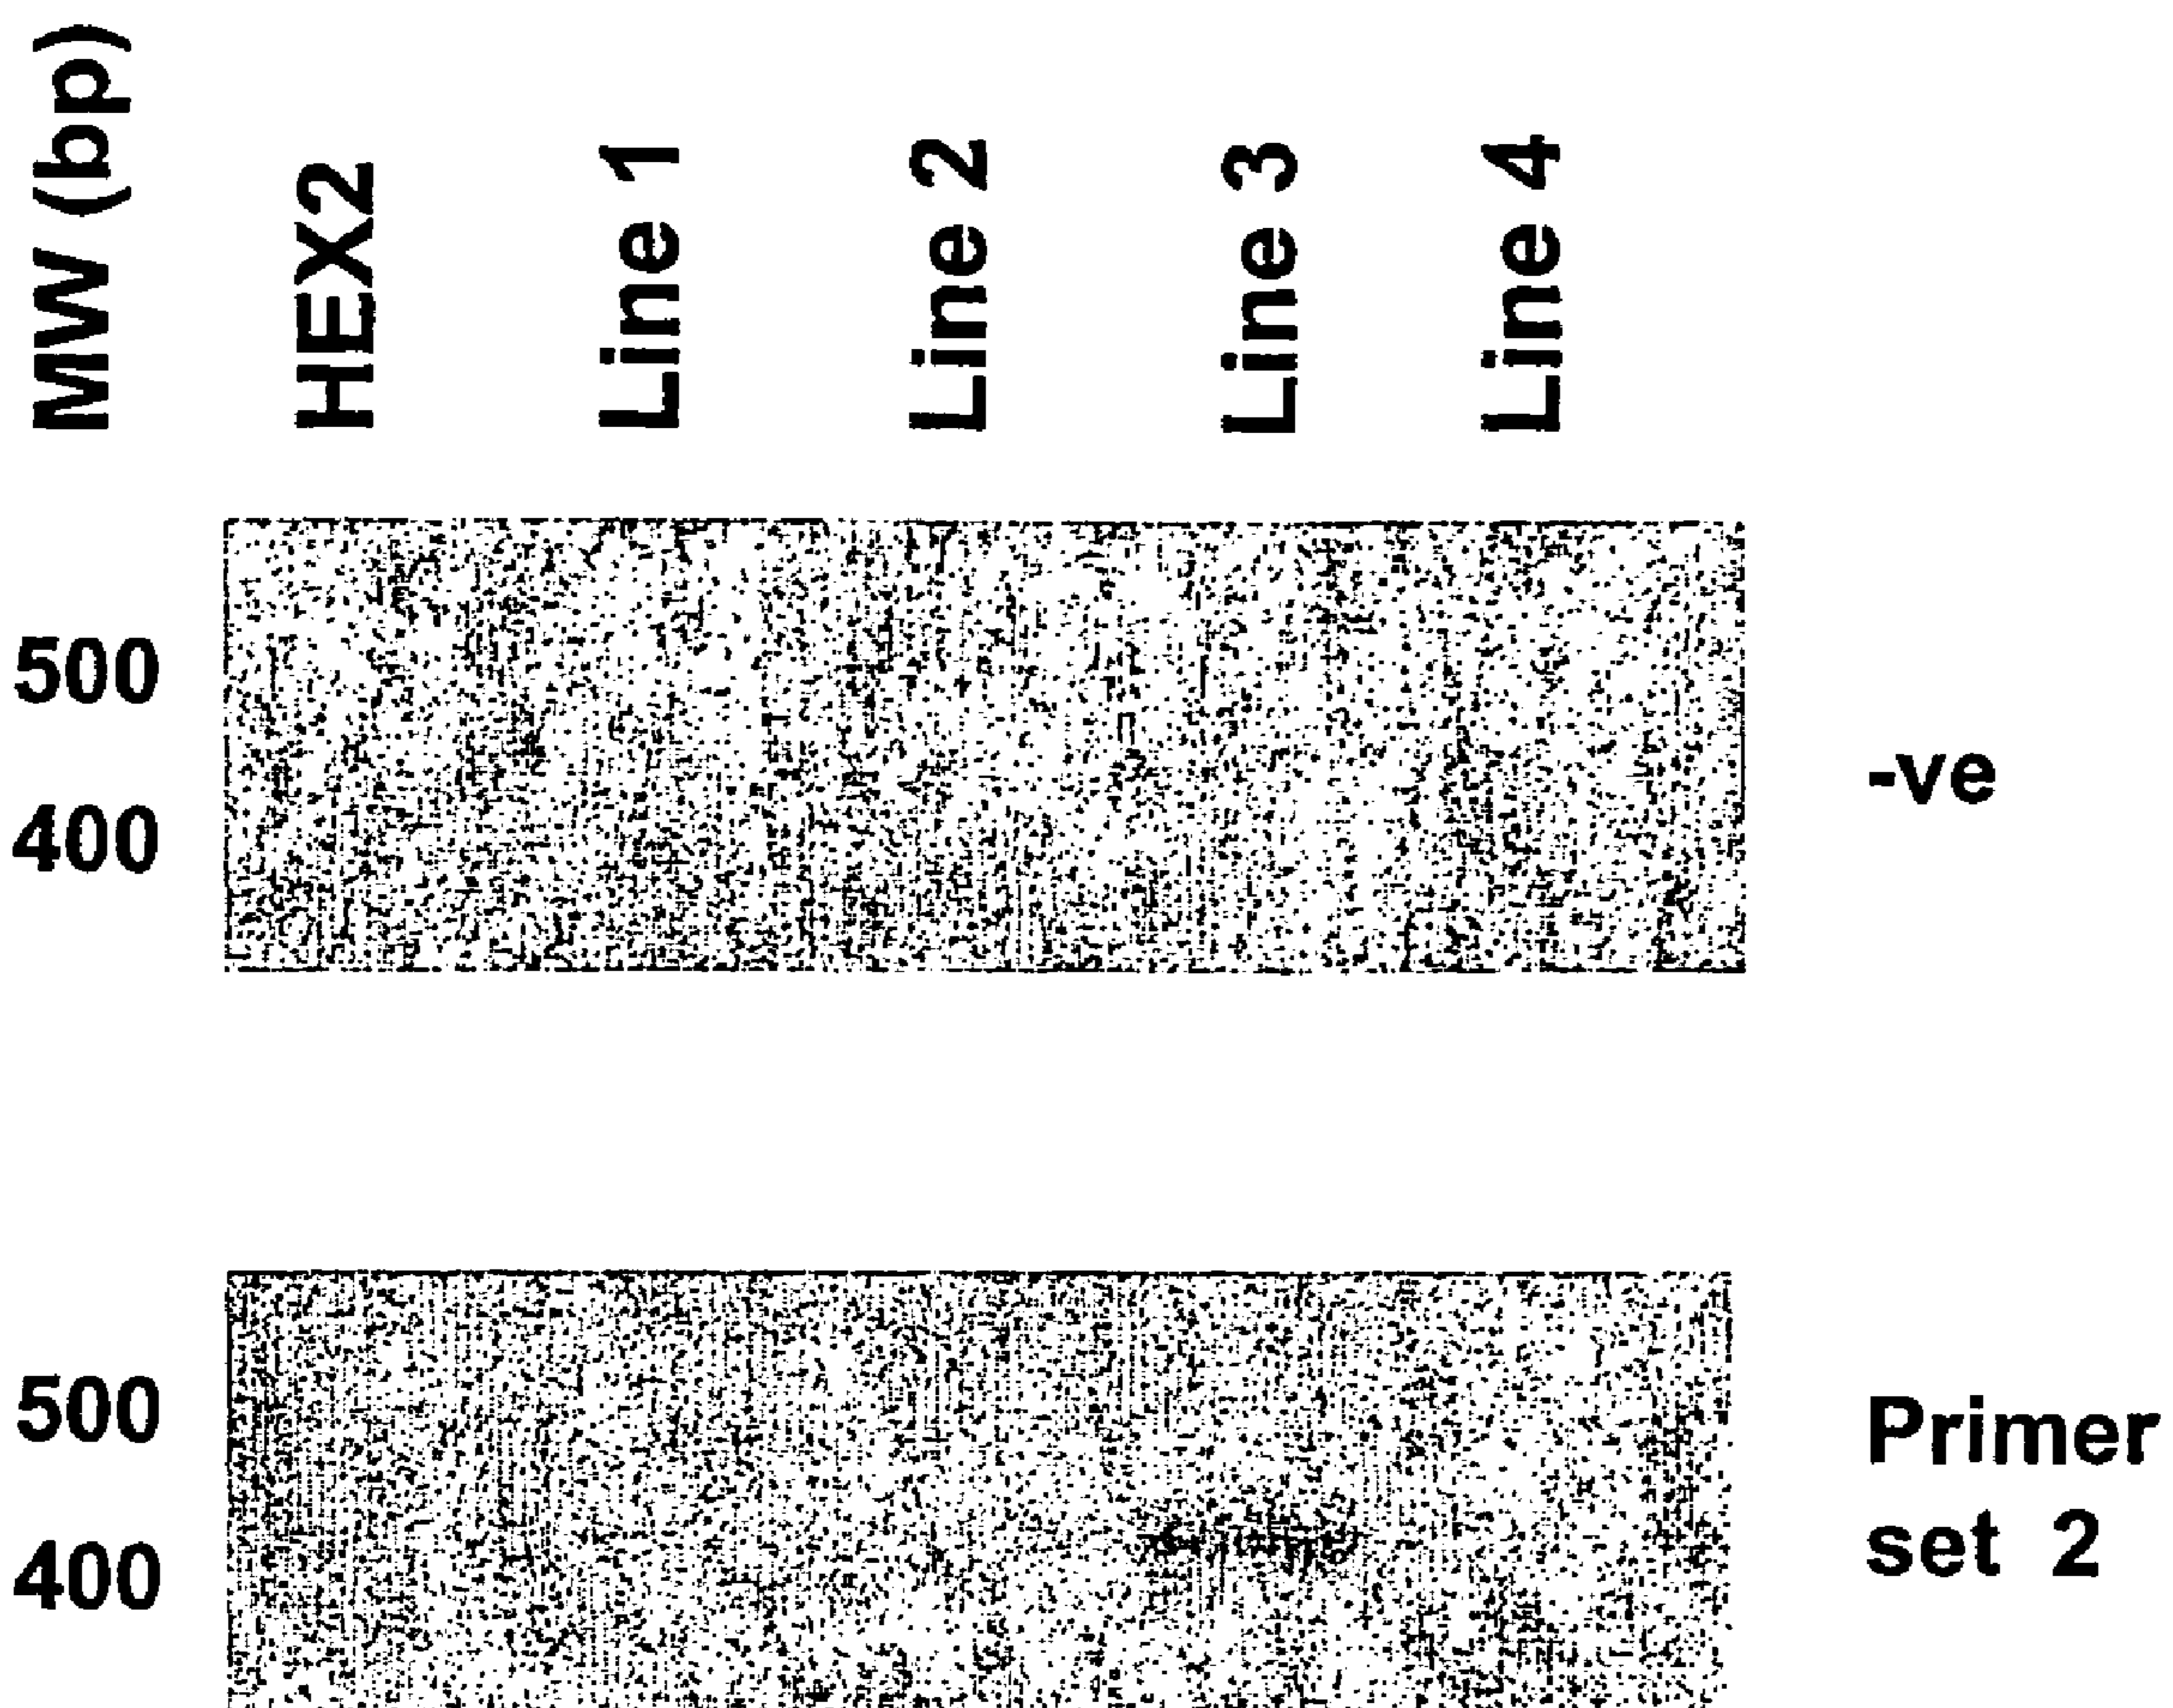 MW (bp)
HEX2
Line 1
Line 2
Line 3
Line 4
500
400
-ve
500
400
Primer
set 2